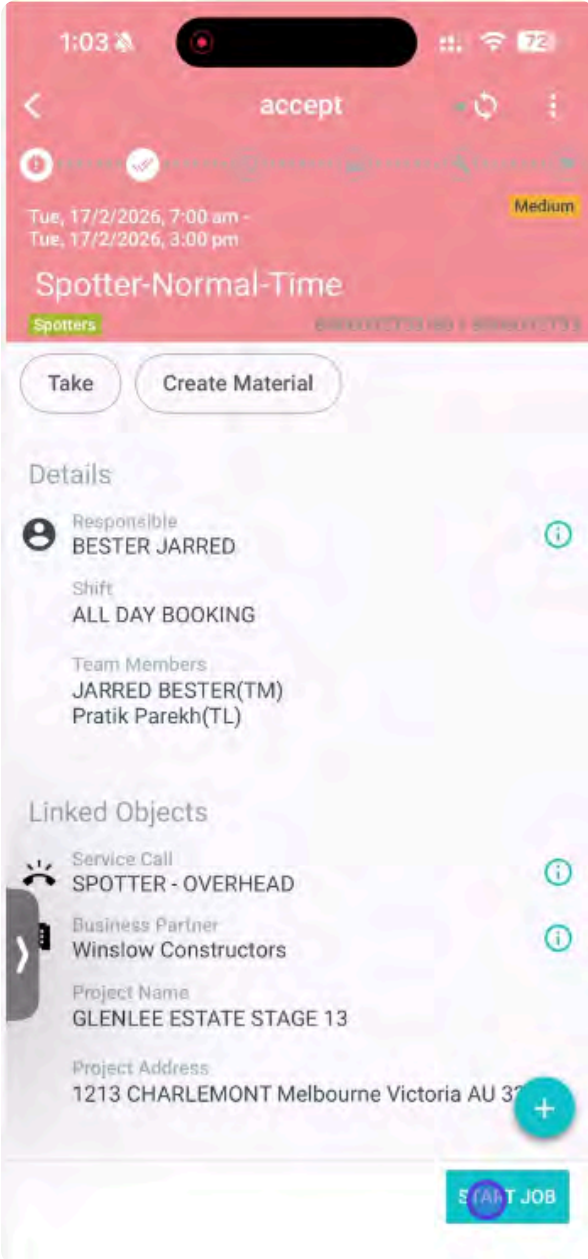 1:03
72
accept
Tue, 17/2/2026, 7:00 am -
Tue, 17/2/2026, 3:00 pm
Medium
Spotter-Normal-Time
Spotters
Take
Create Material
Details
Responsible
BESTER JARRED
Shift
ALL DAY BOOKING
Team Members
JARRED BESTER(TM)
Pratik Parekh(TL)
Linked Objects
Service Call
SPOTTER - OVERHEAD
Business Partner
Winslow Constructors
Project Name
GLENLEE ESTATE STAGE 13
Project Address
1213 CHARLEMONT Melbourne Victoria AU
START JOB